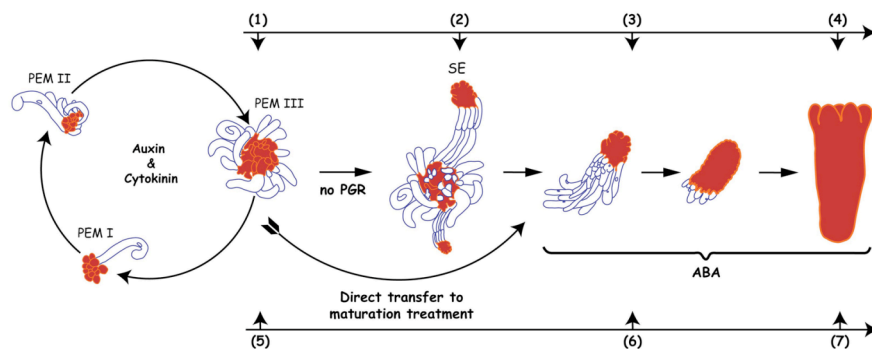 (1) (2) (3) (4)
PEM II
SE
PEM III
Auxin
&
Cytokinin
no PGR
PEM I
ABA
Direct transfer to
maturation treatment
(5) (6) (7)